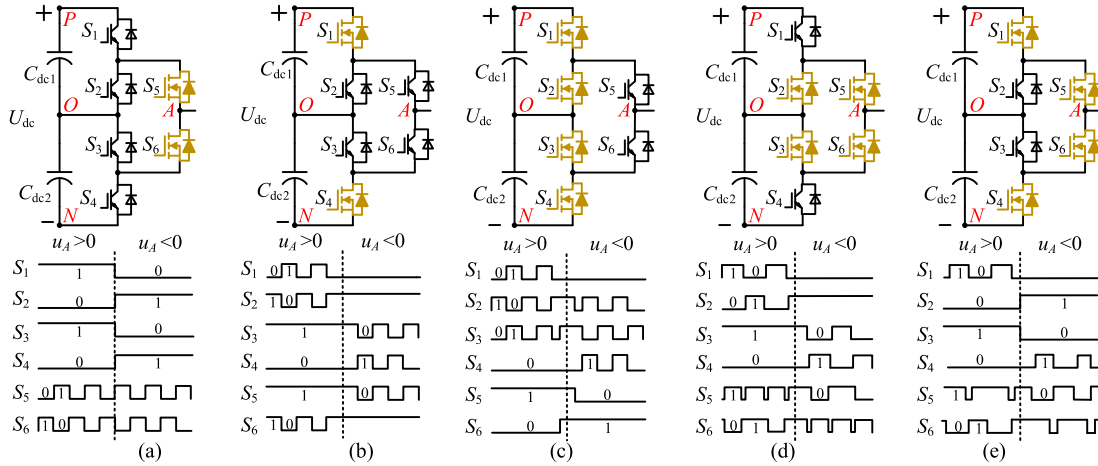 + P
S1
Cdc1
S2 S5
O A
Udc
S3 S6
Cdc2
S4
− N
uA>0 uA<0
S1 1 0
S2 0 1
S3 1 0
S4 0 1
S5 0 1
S6 1 0
(a)
+ P
S1
Cdc1
S2 S5
O A
Udc
S3 S6
Cdc2
S4
− N
uA>0 uA<0
S1 0 1
S2 1 0
S3 1 0
S4 0 1
S5 1 0
S6 1 0
(b)
+ P
S1
Cdc1
S2 S5
O A
Udc
S3 S6
Cdc2
S4
− N
uA>0 uA<0
S1 0 1
S2 1 0
S3 0 1
S4 0 1
S5 1 0
S6 0 1
(c)
+ P
S1
Cdc1
S2 S5
O A
Udc
S3 S6
Cdc2
S4
− N
uA>0 uA<0
S1 1 0
S2 0 1
S3 1 0
S4 0 1
S5 1 0
S6 0 1
(d)
+ P
S1
Cdc1
S2 S5
O A
Udc
S3 S6
Cdc2
S4
− N
uA>0 uA<0
S1 1 0
S2 0 1
S3 1 0
S4 0 1
S5 1 0
S6 0 1
(e)